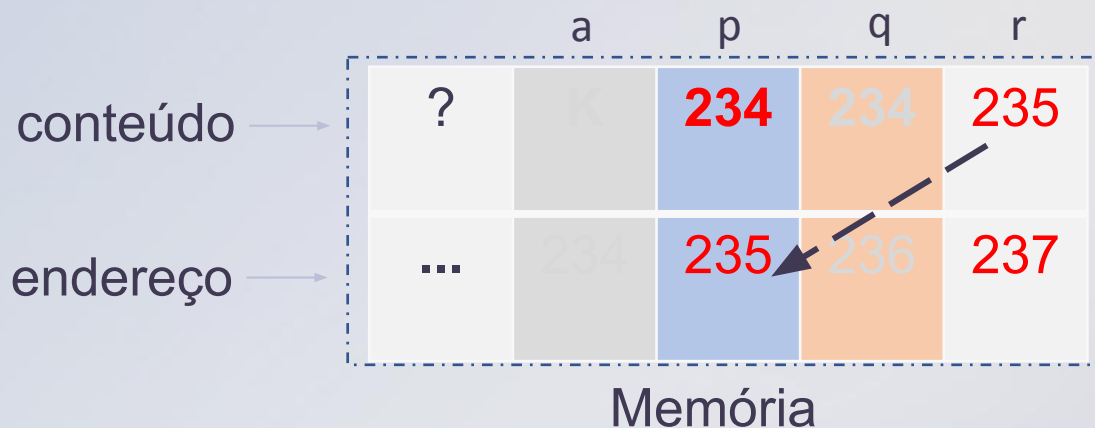 a p q r
conteúdo ? K 234 234 235
endereço ... 234 235 236 237
Memória